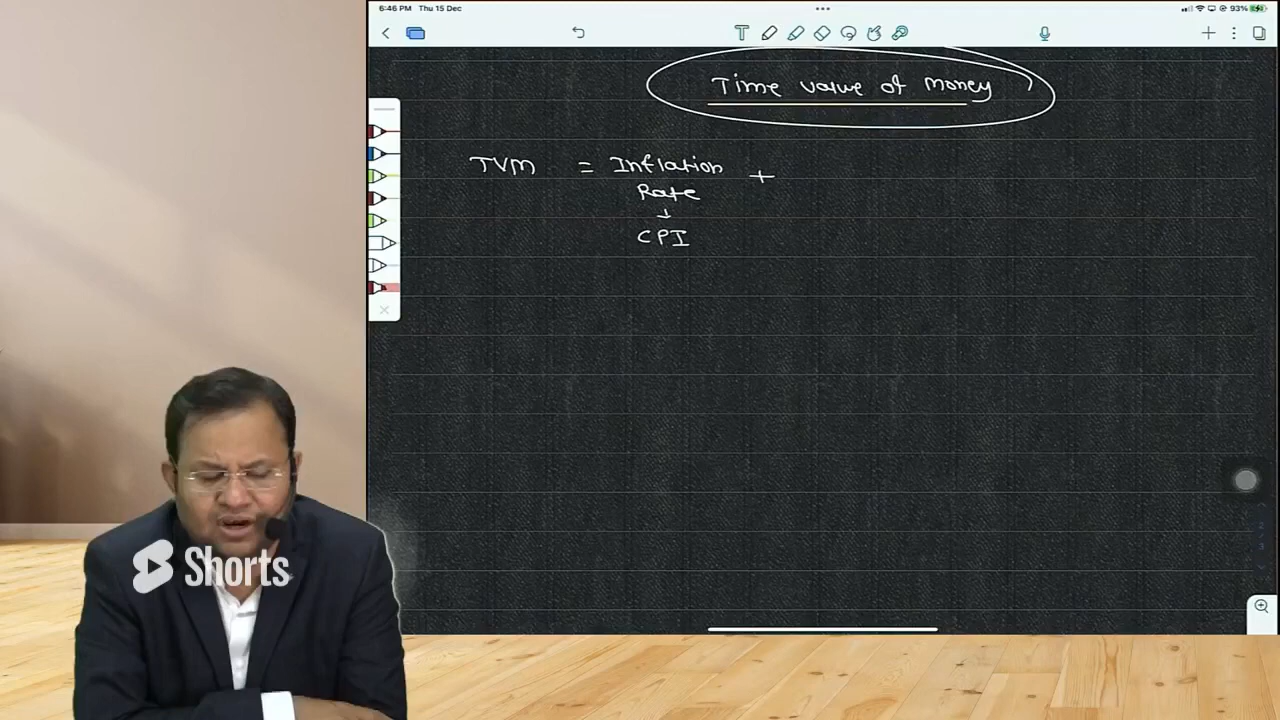 6:46 PM Thu 15 Dec
93%
Time value of money
TVM = Inflation +
Rate
CPI
Shorts